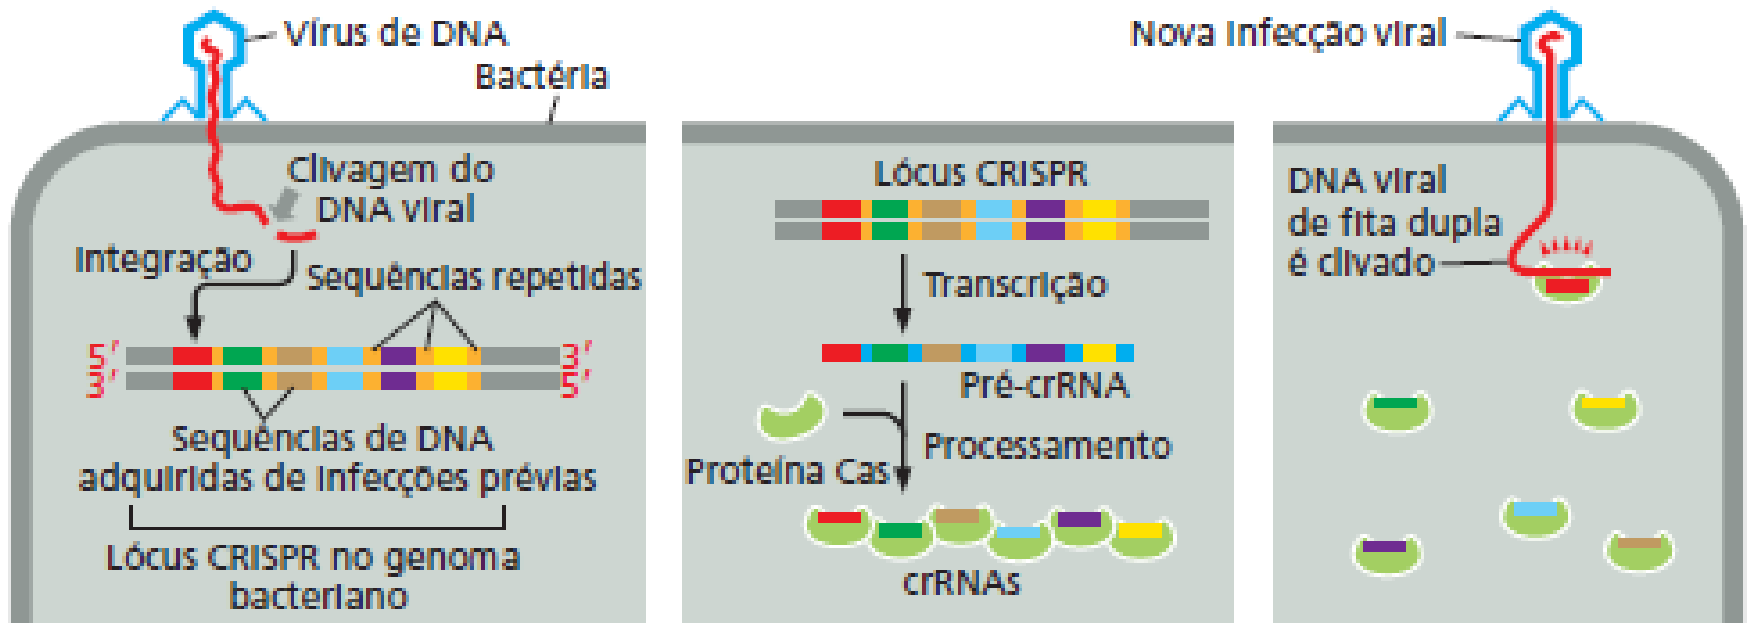 Vírus de DNA
Bactéria
Clivagem do
DNA viral
Integração
Sequências repetidas
5′
3′
3′
5′
Sequências de DNA
adquiridas de infecções prévias
Lócus CRISPR no genoma
bacteriano
Lócus CRISPR
Transcrição
Pré-crRNA
Processamento
Proteína Cas
crRNAs
Nova infecção viral
DNA viral
de fita dupla
é clivado